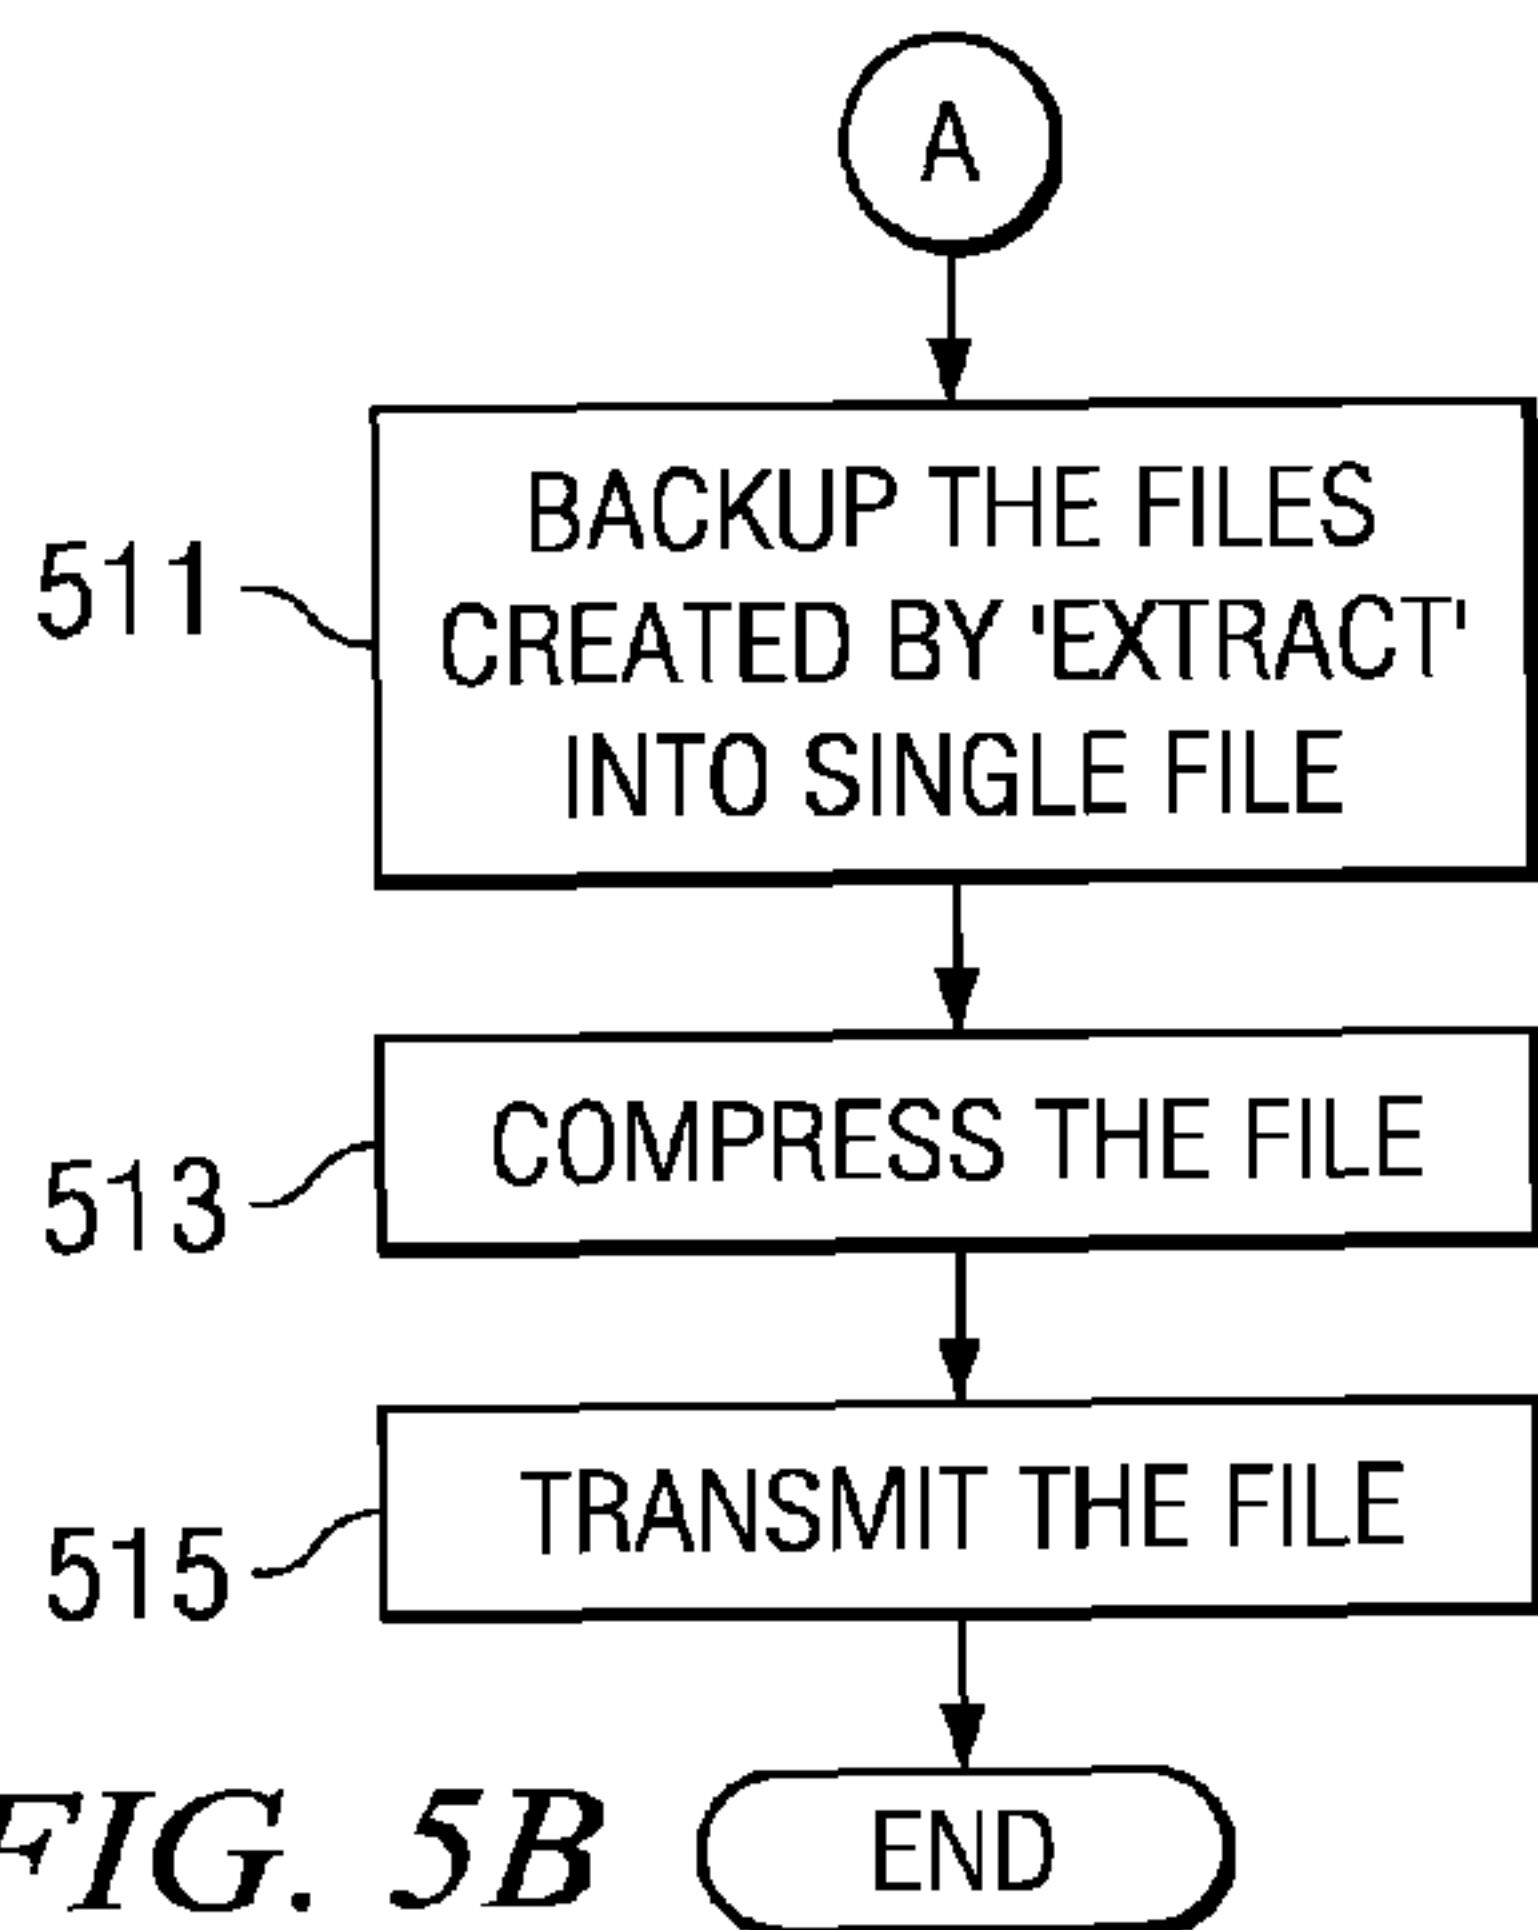 A
BACKUP THE FILES
511
CREATED BY 'EXTRACT'
INTO SINGLE FILE
COMPRESS THE FILE
513
TRANSMIT THE FILE
515
FIG. 5B
END